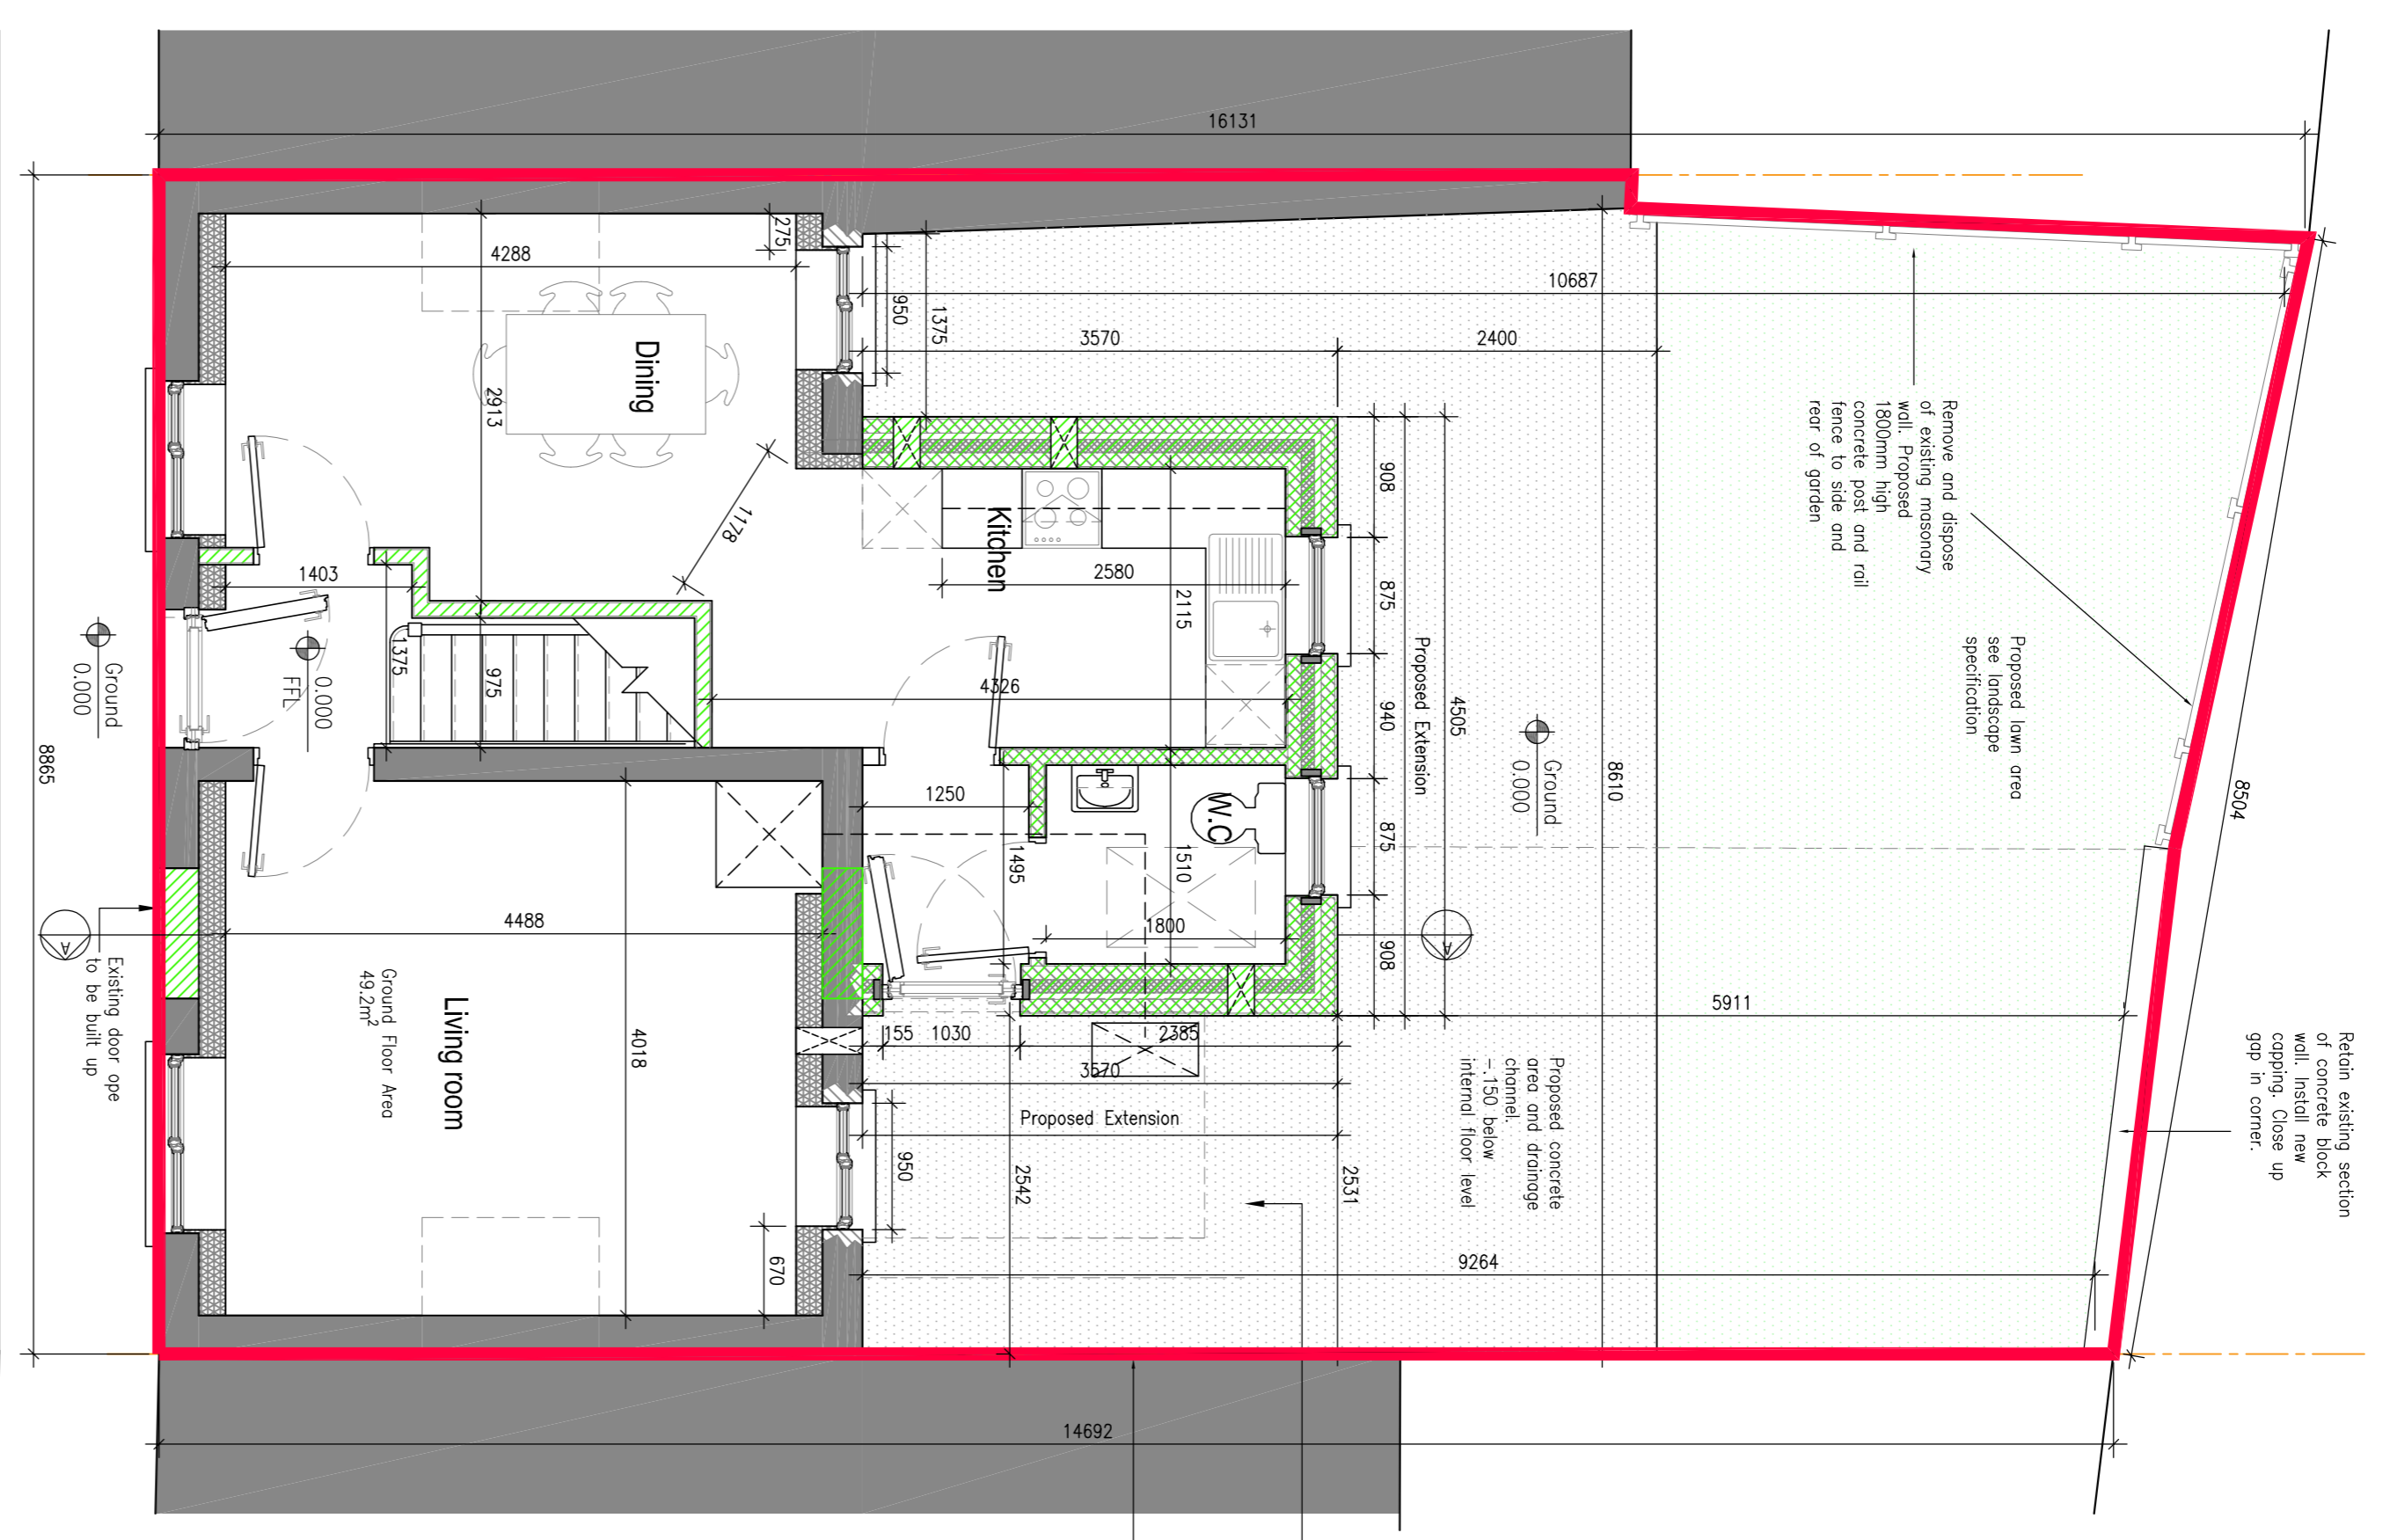 16131
275
4288
950
1375
10687
3570
2400
Dining
2913
1178
Kitchen
2580
2115
908
875
940
875
908
Proposed Extension
4505
8610
8504
Remove and dispose
of existing masonary
wall. Proposed
1800mm high
concrete post and rail
fence to side and
rear of garden
Proposed lawn area
see landscape
specification
1403
1375
975
4326
0.000
FFL
Ground
0.000
8865
Ground
0.000
1250
W.C
1495
1510
1800
A
A
4488
5911
Existing door ope
to be built up
Ground Floor Area
49.2m²
Living room
4018
155
1030
2385
3570
Proposed Extension
950
2542
2531
670
9264
Proposed concrete
area and drainage
channel.
-.150 below
internal floor level
Retain existing section
of concrete block
wall. Install new
capping. Close up
gap in corner.
14692